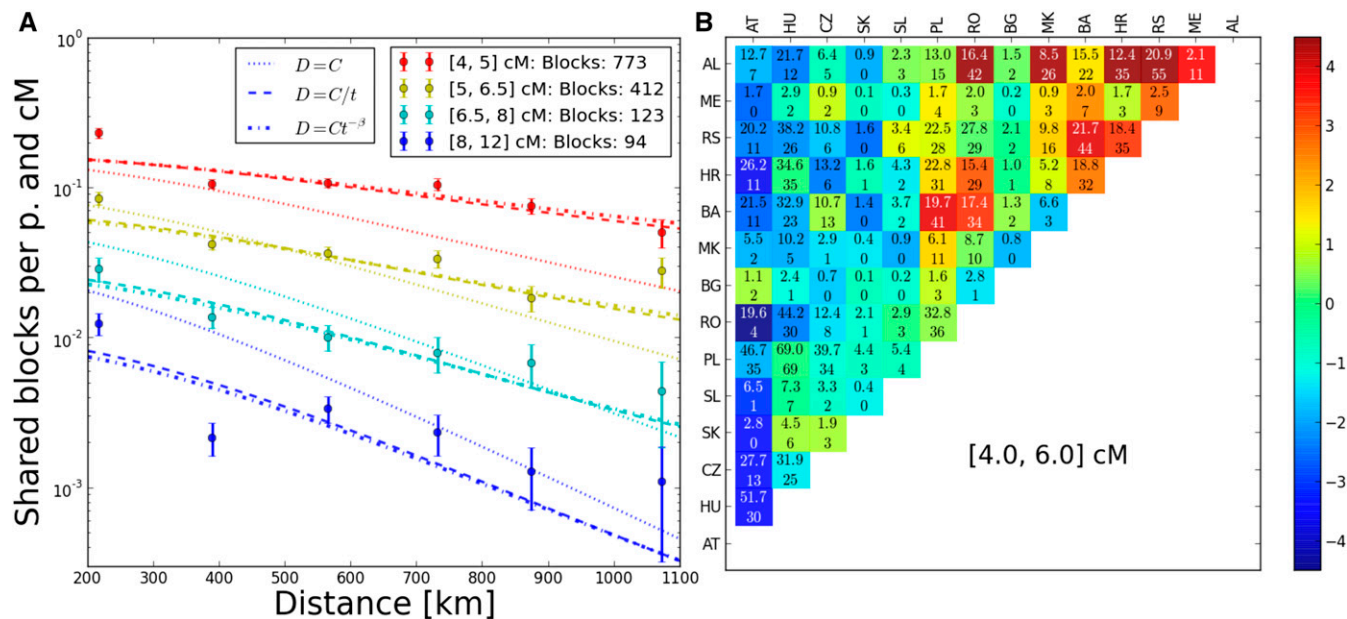 A
Shared blocks per p. and cM
10⁰
10⁻¹
10⁻²
10⁻³
D=C
D=C/t
D=Ct^{-β}
[4, 5] cM: Blocks: 773
[5, 6.5] cM: Blocks: 412
[6.5, 8] cM: Blocks: 123
[8, 12] cM: Blocks: 94
200 300 400 500 600 700 800 900 1000 1100
Distance [km]
B
AT HU CZ SK SL PL RO BG MK BA HR RS ME AL
AL 12.7 21.7 6.4 0.9 2.3 13.0 16.4 1.5 8.5 15.5 12.4 20.9 2.1
7 12 5 0 3 15 42 2 26 22 35 55 11
ME 1.7 2.9 0.9 0.1 0.3 1.7 2.0 0.2 0.9 2.0 1.7 2.5
0 2 2 0 0 4 3 0 3 7 3 9
RS 20.2 38.2 10.8 1.6 3.4 22.5 27.8 2.1 9.8 21.7 18.4
11 26 6 0 6 28 29 2 16 44 35
HR 26.2 34.6 13.2 1.6 4.3 22.8 15.4 1.0 5.2 18.8
11 35 6 1 2 31 29 1 8 32
BA 21.5 32.9 10.7 1.4 3.7 19.7 17.4 1.3 6.6
11 23 13 0 2 41 34 2 3
MK 5.5 10.2 2.9 0.4 0.9 6.1 8.7 0.8
2 5 1 0 0 11 10 0
BG 1.1 2.4 0.7 0.1 0.2 1.6 2.8
2 1 0 0 0 3 1
RO 19.6 44.2 12.4 2.1 2.9 32.8
4 30 8 1 3 36
PL 46.7 69.0 39.7 4.4 5.4
35 69 34 3 4
SL 6.5 7.3 3.3 0.4
1 7 2 0
SK 2.8 4.5 1.9
0 6 3
CZ 27.7 31.9
13 25
HU 51.7
30
AT
[4.0, 6.0] cM
4
3
2
1
0
−1
−2
−3
−4